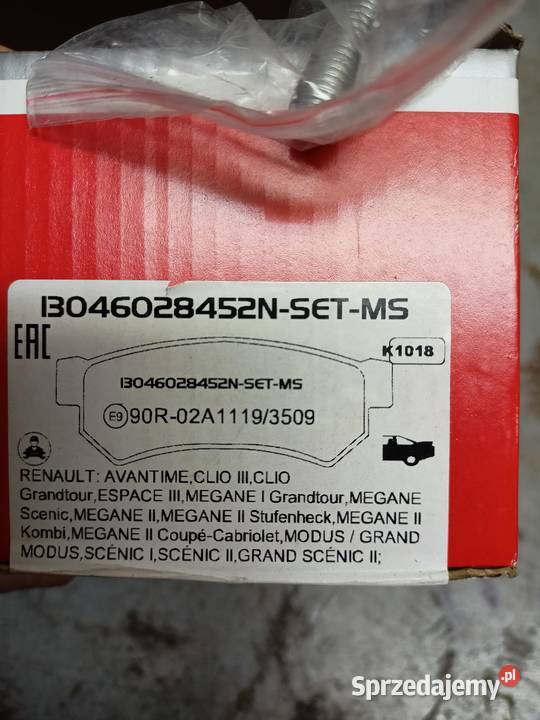 13046028452N-SET-MS
EAC
K1018
13046028452N-SET-MS
E9 90R-02A1119/3509
RENAULT: AVANTIME,CLIO III,CLIO
Grandtour,ESPACE III,MEGANE I Grandtour,MEGANE
Scenic,MEGANE II,MEGANE II Stufenheck,MEGANE II
Kombi,MEGANE II Coupé-Cabriolet,MODUS / GRAND
MODUS,SCÉNIC I,SCÉNIC II,GRAND SCÉNIC II;
Sprzedajemy.pl